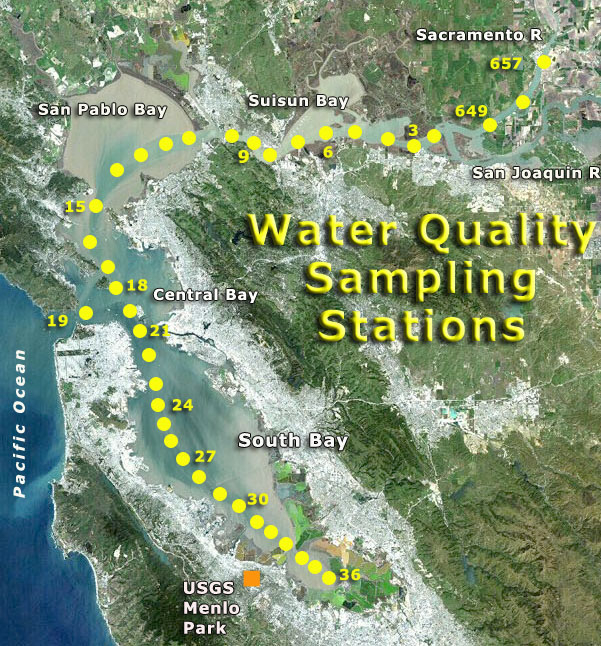 Sacramento R
657
San Pablo Bay
Suisun Bay
649
3
9
6
San Joaquin R
15
Water Quality
Sampling
Stations
18
Central Bay
19
21
Pacific Ocean
24
South Bay
27
30
36
USGS
Menlo
Park